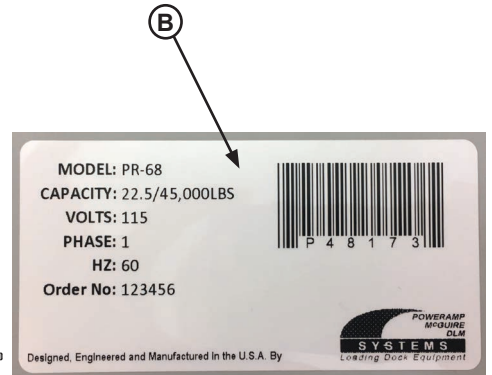 B
MODEL: PR-68
CAPACITY: 22.5/45,000LBS
VOLTS: 115
PHASE: 1
HZ: 60
Order No: 123456
P 4 8 1 7 3
POWERAMP
McGUIRE
DLM
SYSTEMS
Loading Dock Equipment
Designed, Engineered and Manufactured In the U.S.A. By